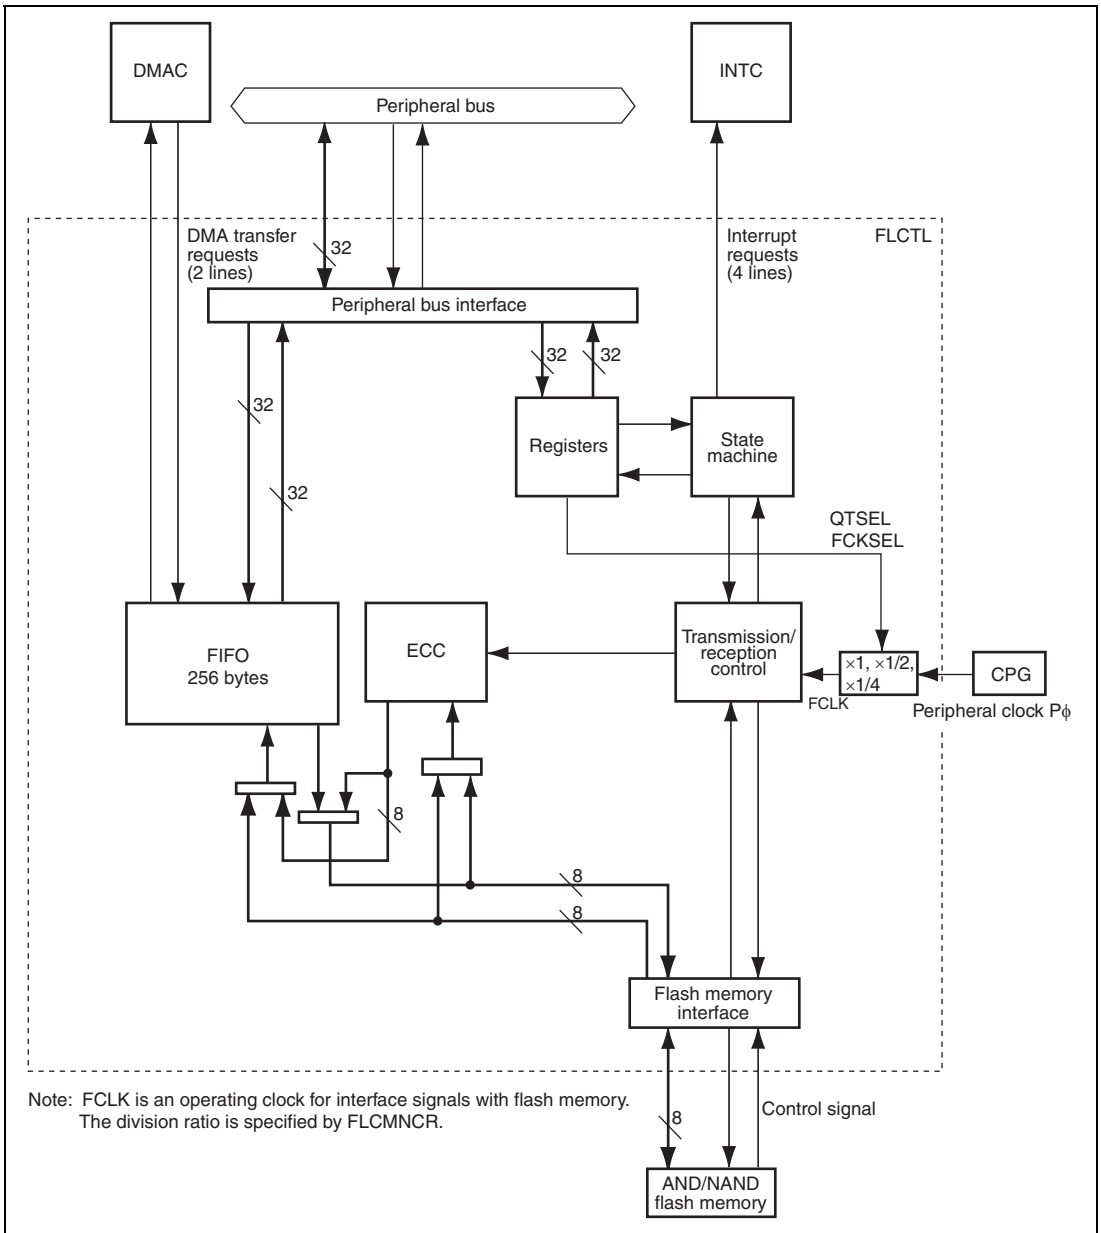 DMAC
INTC
Peripheral bus
DMA transfer
requests
(2 lines)
32
Interrupt
requests
(4 lines)
FLCTL
Peripheral bus interface
32
32
32
32
Registers
State
machine
QTSEL
FCKSEL
FIFO
256 bytes
ECC
Transmission/
reception
control
×1, ×1/2,
×1/4
CPG
FCLK
Peripheral clock Pϕ
8
8
8
Flash memory
interface
Note: FCLK is an operating clock for interface signals with flash memory.
The division ratio is specified by FLCMNCR.
8
Control signal
AND/NAND
flash memory